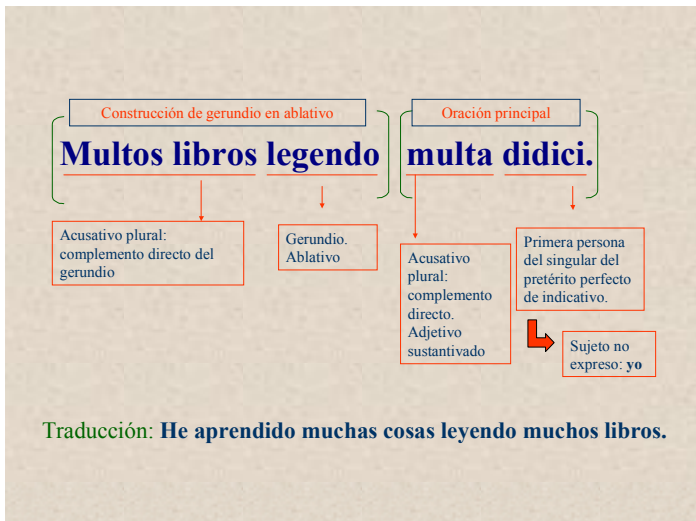 Construcción de gerundio en ablativo
Oración principal
Multos libros legendo multa didici.
Acusativo plural:
complemento directo del
gerundio
Gerundio.
Ablativo
Acusativo
plural:
complemento
directo.
Adjetivo
sustantivado
Primera persona
del singular del
pretérito perfecto
de indicativo.
Sujeto no
expreso: yo
Traducción: He aprendido muchas cosas leyendo muchos libros.